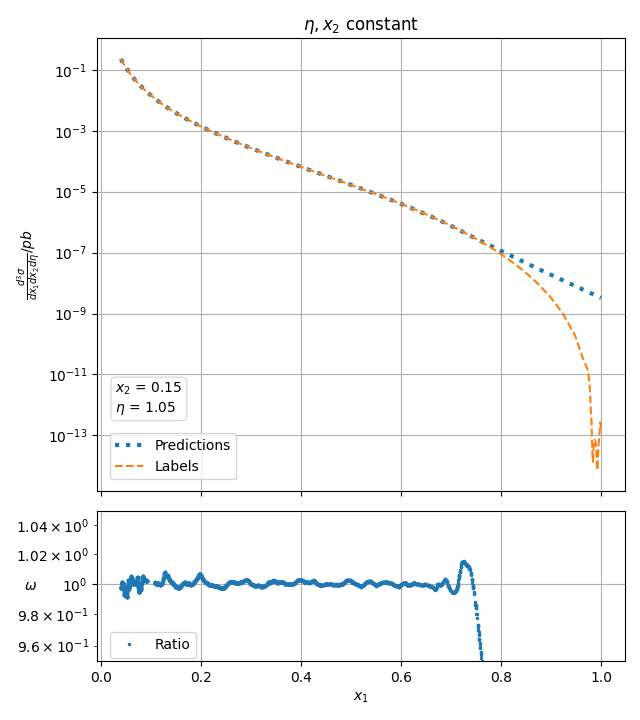 η, x₂ constant
10⁻¹
10⁻³
10⁻⁵
10⁻⁷
10⁻⁹
10⁻¹¹
10⁻¹³
d³σ/dx₁dx₂dη /pb
x₂ = 0.15
η = 1.05
Predictions
Labels
1.04 × 10⁰
1.02 × 10⁰
10⁰
9.8 × 10⁻¹
9.6 × 10⁻¹
ω
Ratio
0.0 0.2 0.4 0.6 0.8 1.0
x₁